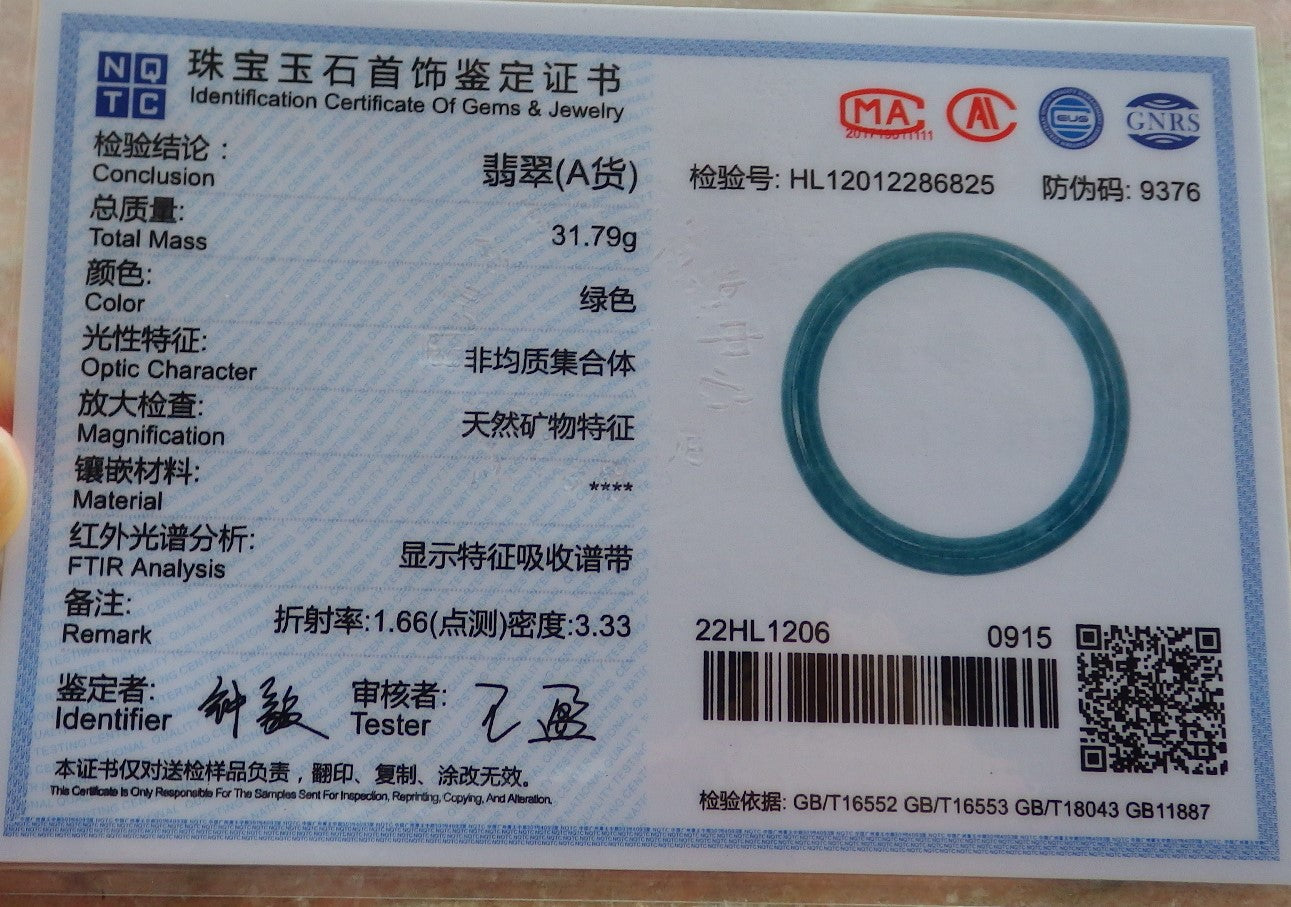 NQ
TC
珠宝玉石首饰鉴定证书
Identification Certificate Of Gems & Jewelry
检验结论：
Conclusion
翡翠(A货)
总质量:
Total Mass
31.79g
颜色:
Color
绿色
光性特征:
Optic Character
非均质集合体
放大检查:
Magnification
天然矿物特征
镶嵌材料:
Material
****
红外光谱分析:
FTIR Analysis
显示特征吸收谱带
备注:
Remark
折射率:1.66(点测)密度:3.33
鉴定者:
Identifier
审核者:
Tester
本证书仅对送检样品负责，翻印、复制、涂改无效。
This Certificate Is Only Responsible For The Samples Sent For Inspection, Reprinting, Copying, And Alteration.
MA
GNRS
检验号: HL12012286825
防伪码: 9376
22HL1206
0915
检验依据: GB/T16552 GB/T16553 GB/T18043 GB11887